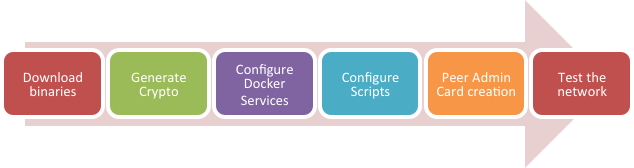 Download
binaries
Generate
Crypto
Configure
Docker
Services
Configure
Scripts
Peer Admin
Card creation
Test the
network